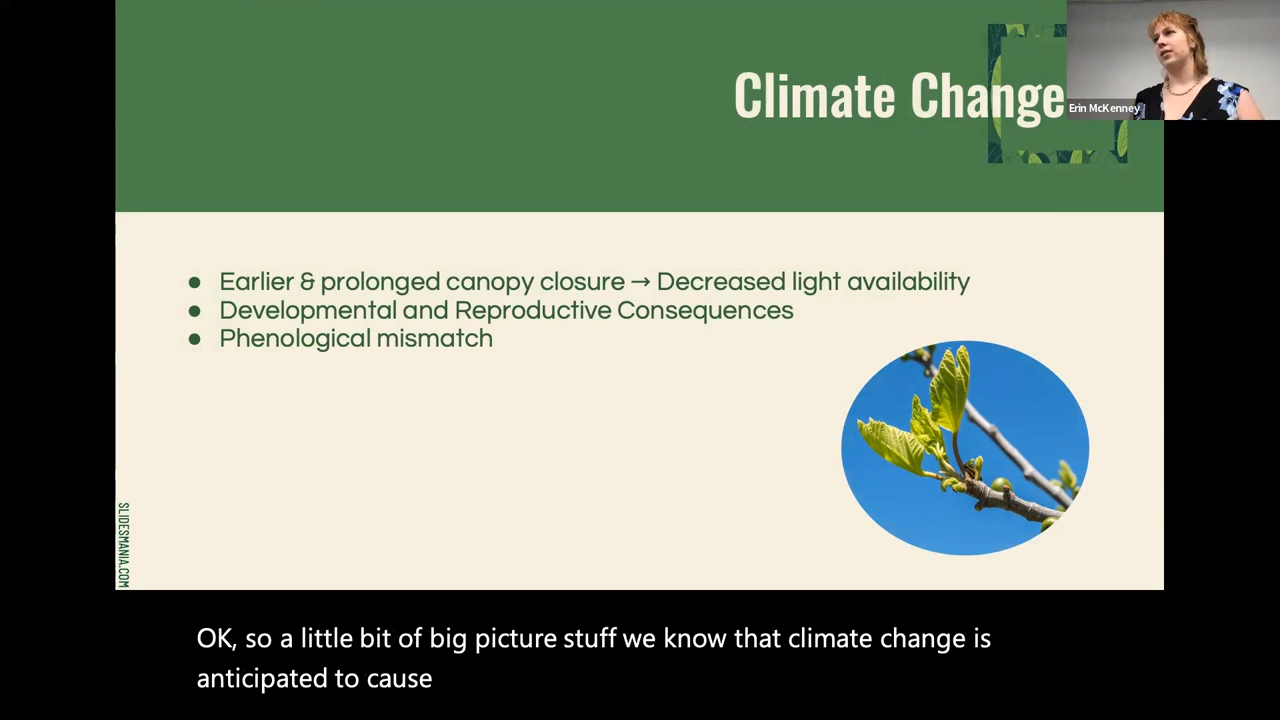 Climate Change
Erin McKenney
● Earlier & prolonged canopy closure → Decreased light availability
● Developmental and Reproductive Consequences
● Phenological mismatch
SLIDESMANIA.COM
OK, so a little bit of big picture stuff we know that climate change is
anticipated to cause